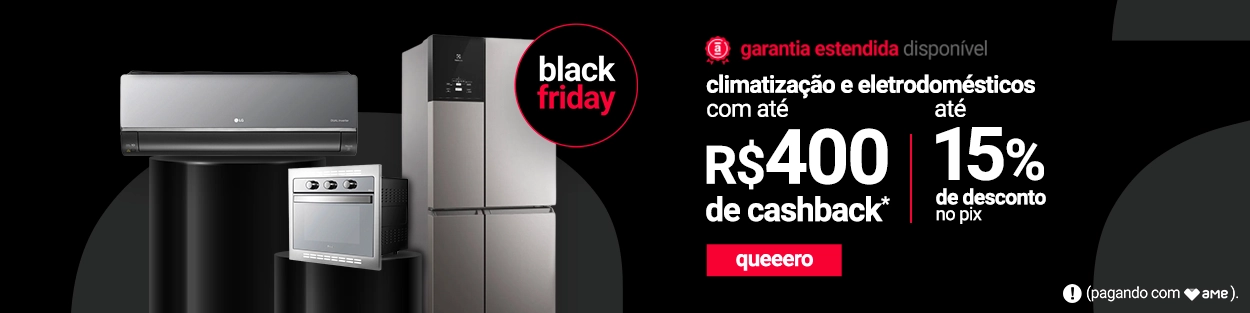 LG
black
friday
a
garantia estendida disponível
climatização e eletrodomésticos
com até
R$400
de cashback*
até
15%
de desconto
no pix
queeero
! (pagando com ame).